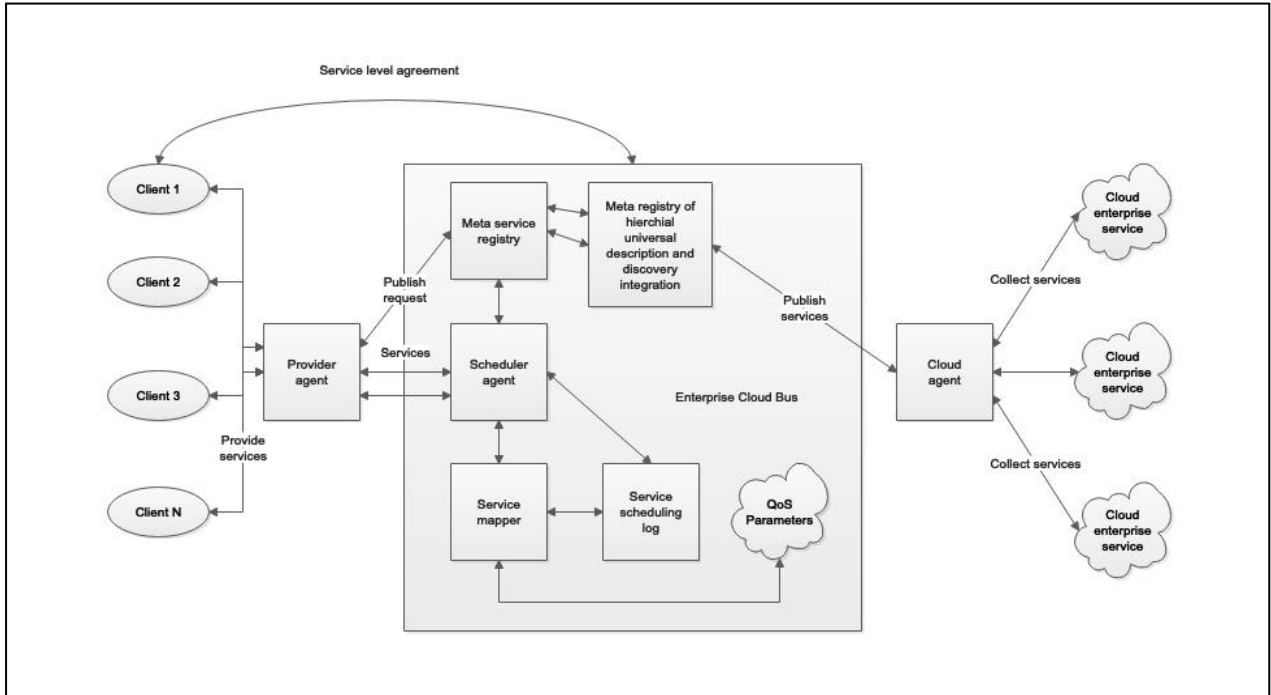 Service level agreement
Client 1
Client 2
Client 3
Client N
Provide
services
Provider
agent
Publish
request
Services
Meta service
registry
Meta registry of
hierchial
universal
description and
discovery
integration
Scheduler
agent
Enterprise Cloud Bus
Service
mapper
Service
scheduling
log
QoS
Parameters
Publish
services
Cloud
agent
Collect services
Collect services
Cloud
enterprise
service
Cloud
enterprise
service
Cloud
enterprise
service